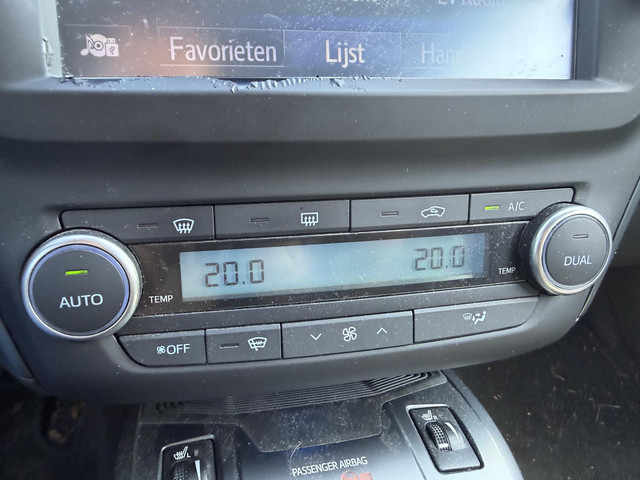 Favorieten Lijst
A/C
AUTO TEMP 20.0 20.0 TEMP DUAL
OFF
L R
PASSENGER AIRBAG